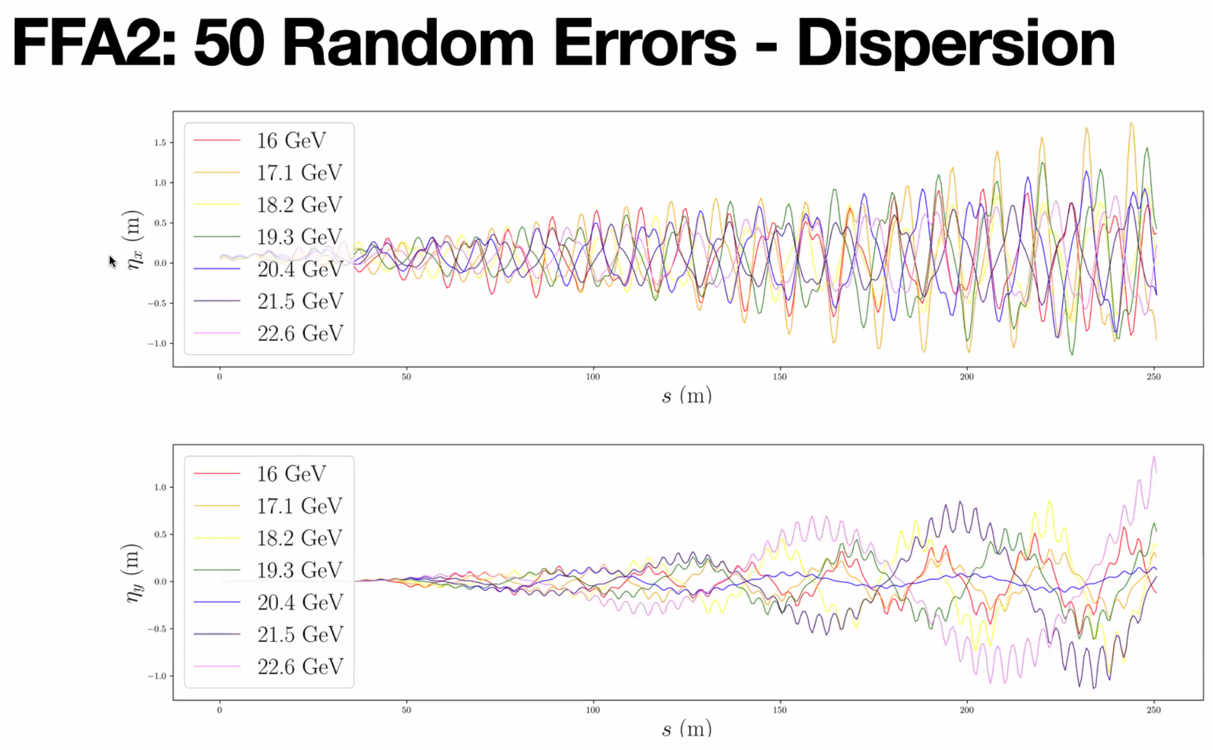 FFA2: 50 Random Errors - Dispersion
16 GeV
17.1 GeV
18.2 GeV
19.3 GeV
20.4 GeV
21.5 GeV
22.6 GeV
η_x (m)
1.5
1.0
0.5
0.0
−0.5
−1.0
0 50 100 150 200 250
s (m)
16 GeV
17.1 GeV
18.2 GeV
19.3 GeV
20.4 GeV
21.5 GeV
22.6 GeV
η_y (m)
1.0
0.5
0.0
−0.5
−1.0
0 50 100 150 200 250
s (m)